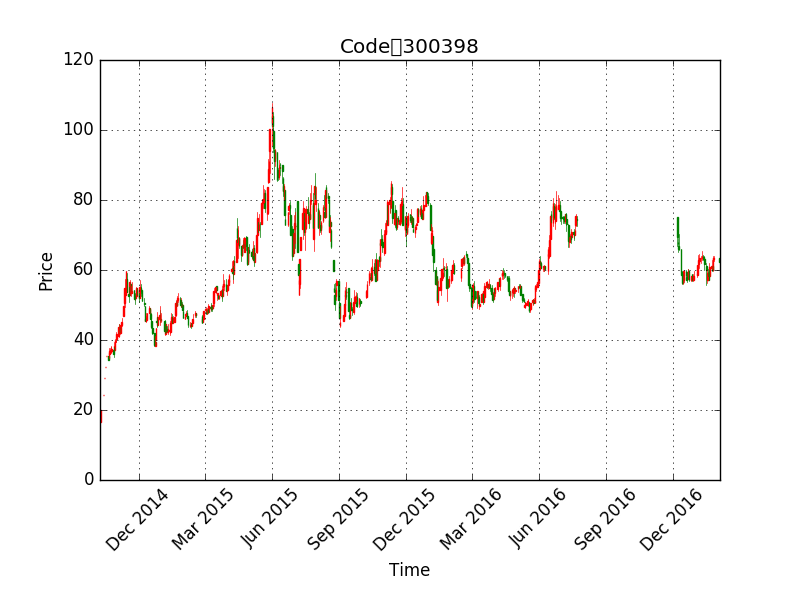 Code▯300398
120
100
80
60
40
20
0
Price
Dec 2014
Mar 2015
Jun 2015
Sep 2015
Dec 2015
Mar 2016
Jun 2016
Sep 2016
Dec 2016
Time